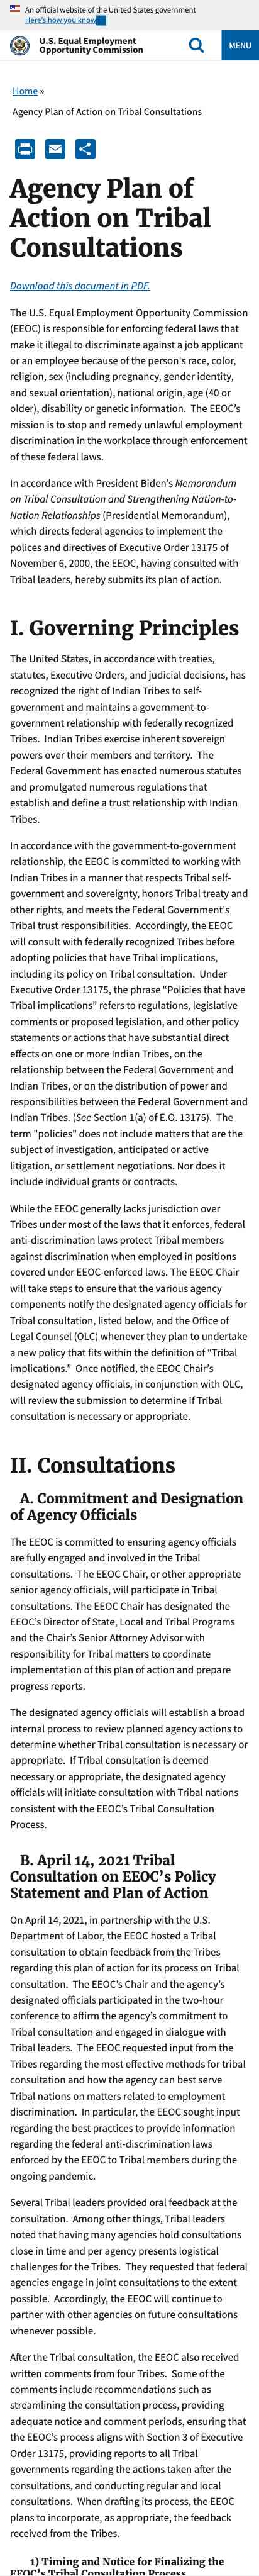 An official website of the United States government
Here's how you know
U.S. Equal Employment
Opportunity Commission
MENU
Home »
Agency Plan of Action on Tribal Consultations
Agency Plan of
Action on Tribal
Consultations
Download this document in PDF.
The U.S. Equal Employment Opportunity Commission
(EEOC) is responsible for enforcing federal laws that
make it illegal to discriminate against a job applicant
or an employee because of the person's race, color,
religion, sex (including pregnancy, gender identity,
and sexual orientation), national origin, age (40 or
older), disability or genetic information.  The EEOC's
mission is to stop and remedy unlawful employment
discrimination in the workplace through enforcement
of these federal laws.
In accordance with President Biden's Memorandum
on Tribal Consultation and Strengthening Nation-to-
Nation Relationships (Presidential Memorandum),
which directs federal agencies to implement the
polices and directives of Executive Order 13175 of
November 6, 2000, the EEOC, having consulted with
Tribal leaders, hereby submits its plan of action.
I. Governing Principles
The United States, in accordance with treaties,
statutes, Executive Orders, and judicial decisions, has
recognized the right of Indian Tribes to self-
government and maintains a government-to-
government relationship with federally recognized
Tribes.  Indian Tribes exercise inherent sovereign
powers over their members and territory.  The
Federal Government has enacted numerous statutes
and promulgated numerous regulations that
establish and define a trust relationship with Indian
Tribes.
In accordance with the government-to-government
relationship, the EEOC is committed to working with
Indian Tribes in a manner that respects Tribal self-
government and sovereignty, honors Tribal treaty and
other rights, and meets the Federal Government's
Tribal trust responsibilities.  Accordingly, the EEOC
will consult with federally recognized Tribes before
adopting policies that have Tribal implications,
including its policy on Tribal consultation.  Under
Executive Order 13175, the phrase “Policies that have
Tribal implications” refers to regulations, legislative
comments or proposed legislation, and other policy
statements or actions that have substantial direct
effects on one or more Indian Tribes, on the
relationship between the Federal Government and
Indian Tribes, or on the distribution of power and
responsibilities between the Federal Government and
Indian Tribes. (See Section 1(a) of E.O. 13175).  The
term "policies" does not include matters that are the
subject of investigation, anticipated or active
litigation, or settlement negotiations. Nor does it
include individual grants or contracts.
While the EEOC generally lacks jurisdiction over
Tribes under most of the laws that it enforces, federal
anti-discrimination laws protect Tribal members
against discrimination when employed in positions
covered under EEOC-enforced laws. The EEOC Chair
will take steps to ensure that the various agency
components notify the designated agency officials for
Tribal consultation, listed below, and the Office of
Legal Counsel (OLC) whenever they plan to undertake
a new policy that fits within the definition of “Tribal
implications.”  Once notified, the EEOC Chair's
designated agency officials, in conjunction with OLC,
will review the submission to determine if Tribal
consultation is necessary or appropriate.
II. Consultations
A. Commitment and Designation
of Agency Officials
The EEOC is committed to ensuring agency officials
are fully engaged and involved in the Tribal
consultations.  The EEOC Chair, or other appropriate
senior agency officials, will participate in Tribal
consultations. The EEOC Chair has designated the
EEOC's Director of State, Local and Tribal Programs
and the Chair's Senior Attorney Advisor with
responsibility for Tribal matters to coordinate
implementation of this plan of action and prepare
progress reports.
The designated agency officials will establish a broad
internal process to review planned agency actions to
determine whether Tribal consultation is necessary or
appropriate.  If Tribal consultation is deemed
necessary or appropriate, the designated agency
officials will initiate consultation with Tribal nations
consistent with the EEOC's Tribal Consultation
Process.
B. April 14, 2021 Tribal
Consultation on EEOC's Policy
Statement and Plan of Action
On April 14, 2021, in partnership with the U.S.
Department of Labor, the EEOC hosted a Tribal
consultation to obtain feedback from the Tribes
regarding this plan of action for its process on Tribal
consultation.  The EEOC's Chair and the agency's
designated officials participated in the two-hour
conference to affirm the agency's commitment to
Tribal consultation and engaged in dialogue with
Tribal leaders.  The EEOC requested input from the
Tribes regarding the most effective methods for tribal
consultation and how the agency can best serve
Tribal nations on matters related to employment
discrimination.  In particular, the EEOC sought input
regarding the best practices to provide information
regarding the federal anti-discrimination laws
enforced by the EEOC to Tribal members during the
ongoing pandemic.
Several Tribal leaders provided oral feedback at the
consultation.  Among other things, Tribal leaders
noted that having many agencies hold consultations
close in time and per agency presents logistical
challenges for the Tribes.  They requested that federal
agencies engage in joint consultations to the extent
possible.  Accordingly, the EEOC will continue to
partner with other agencies on future consultations
whenever possible.
After the Tribal consultation, the EEOC also received
written comments from four Tribes.  Some of the
comments include recommendations such as
streamlining the consultation process, providing
adequate notice and comment periods, ensuring that
the EEOC's process aligns with Section 3 of Executive
Order 13175, providing reports to all Tribal
governments regarding the actions taken after the
consultations, and conducting regular and local
consultations.  When drafting its process, the EEOC
plans to incorporate, as appropriate, the feedback
received from the Tribes.
1) Timing and Notice for Finalizing the
EEOC's Tribal Consultation Process